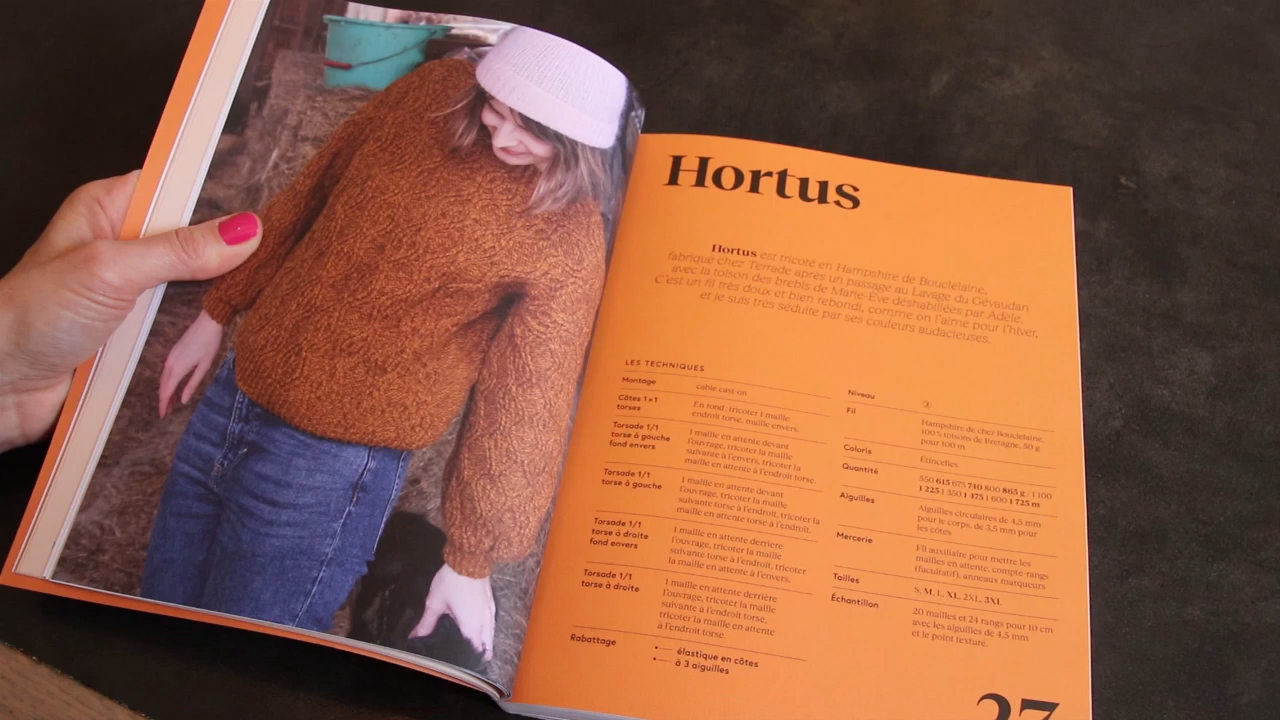 Hortus
Hortus est tricoté en Hampshire de Bouclelaine,
fabriqué chez Terrade après un passage au Lavage du Gévaudan
avec la toison des brebis de Marie-Eve déshabillées par Adèle.
C'est un fil très doux et bien rebondi, comme on l'aime pour l'hiver,
et je suis très séduite par ses couleurs audacieuses.
LES TECHNIQUES
Montage
cable cast-on
Côtes 1×1
torses
En rond : tricoter 1 maille
endroit torse, maille envers.
Torsade 1/1
torse à gauche
fond envers
1 maille en attente devant
l'ouvrage, tricoter la maille
suivante à l'envers, tricoter la
maille en attente à l'endroit torse.
Torsade 1/1
torse à gauche
1 maille en attente devant
l'ouvrage, tricoter la maille
suivante torse à l'endroit, tricoter la
maille en attente torse à l'endroit.
Torsade 1/1
torse à droite
fond envers
1 maille en attente derrière
l'ouvrage, tricoter la maille
suivante torse à l'endroit, tricoter
la maille en attente à l'envers.
Torsade 1/1
torse à droite
1 maille en attente derrière
l'ouvrage, tricoter la maille
suivante à l'endroit torse,
tricoter la maille en attente
à l'endroit torse.
Rabattage
élastique en côtes
à 3 aiguilles
Niveau
③
Fil
Hampshire de chez Bouclelaine,
100 % toisons de Bretagne, 50 g
pour 100 m
Coloris
Étincelles
Quantité
550 615 675 740 800 865 g / 1 100
1 225 1 350 1 475 1 600 1 725 m
Aiguilles
Aiguilles circulaires de 4,5 mm
pour le corps, de 3,5 mm pour
les côtes
Mercerie
Fil auxiliaire pour mettre les
mailles en attente, compte-rangs
(facultatif), anneaux marqueurs
Tailles
S, M, L, XL, 2XL, 3XL
Échantillon
20 mailles et 24 rangs pour 10 cm
avec les aiguilles de 4,5 mm
et le point texturé.
27